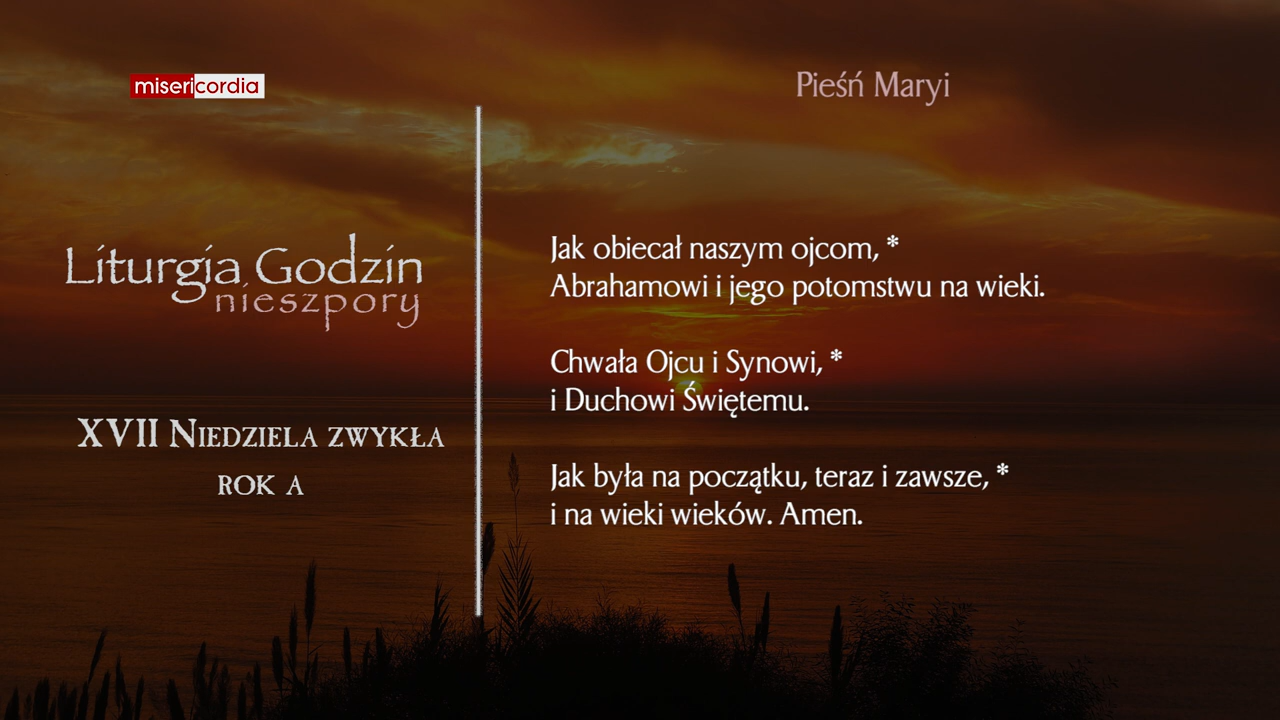 misericordia
Pieśń Maryi
Liturgia Godzin
nieszpory
XVII Niedziela zwykła
rok A
Jak obiecał naszym ojcom, *
Abrahamowi i jego potomstwu na wieki.
Chwała Ojcu i Synowi, *
i Duchowi Świętemu.
Jak była na początku, teraz i zawsze, *
i na wieki wieków. Amen.